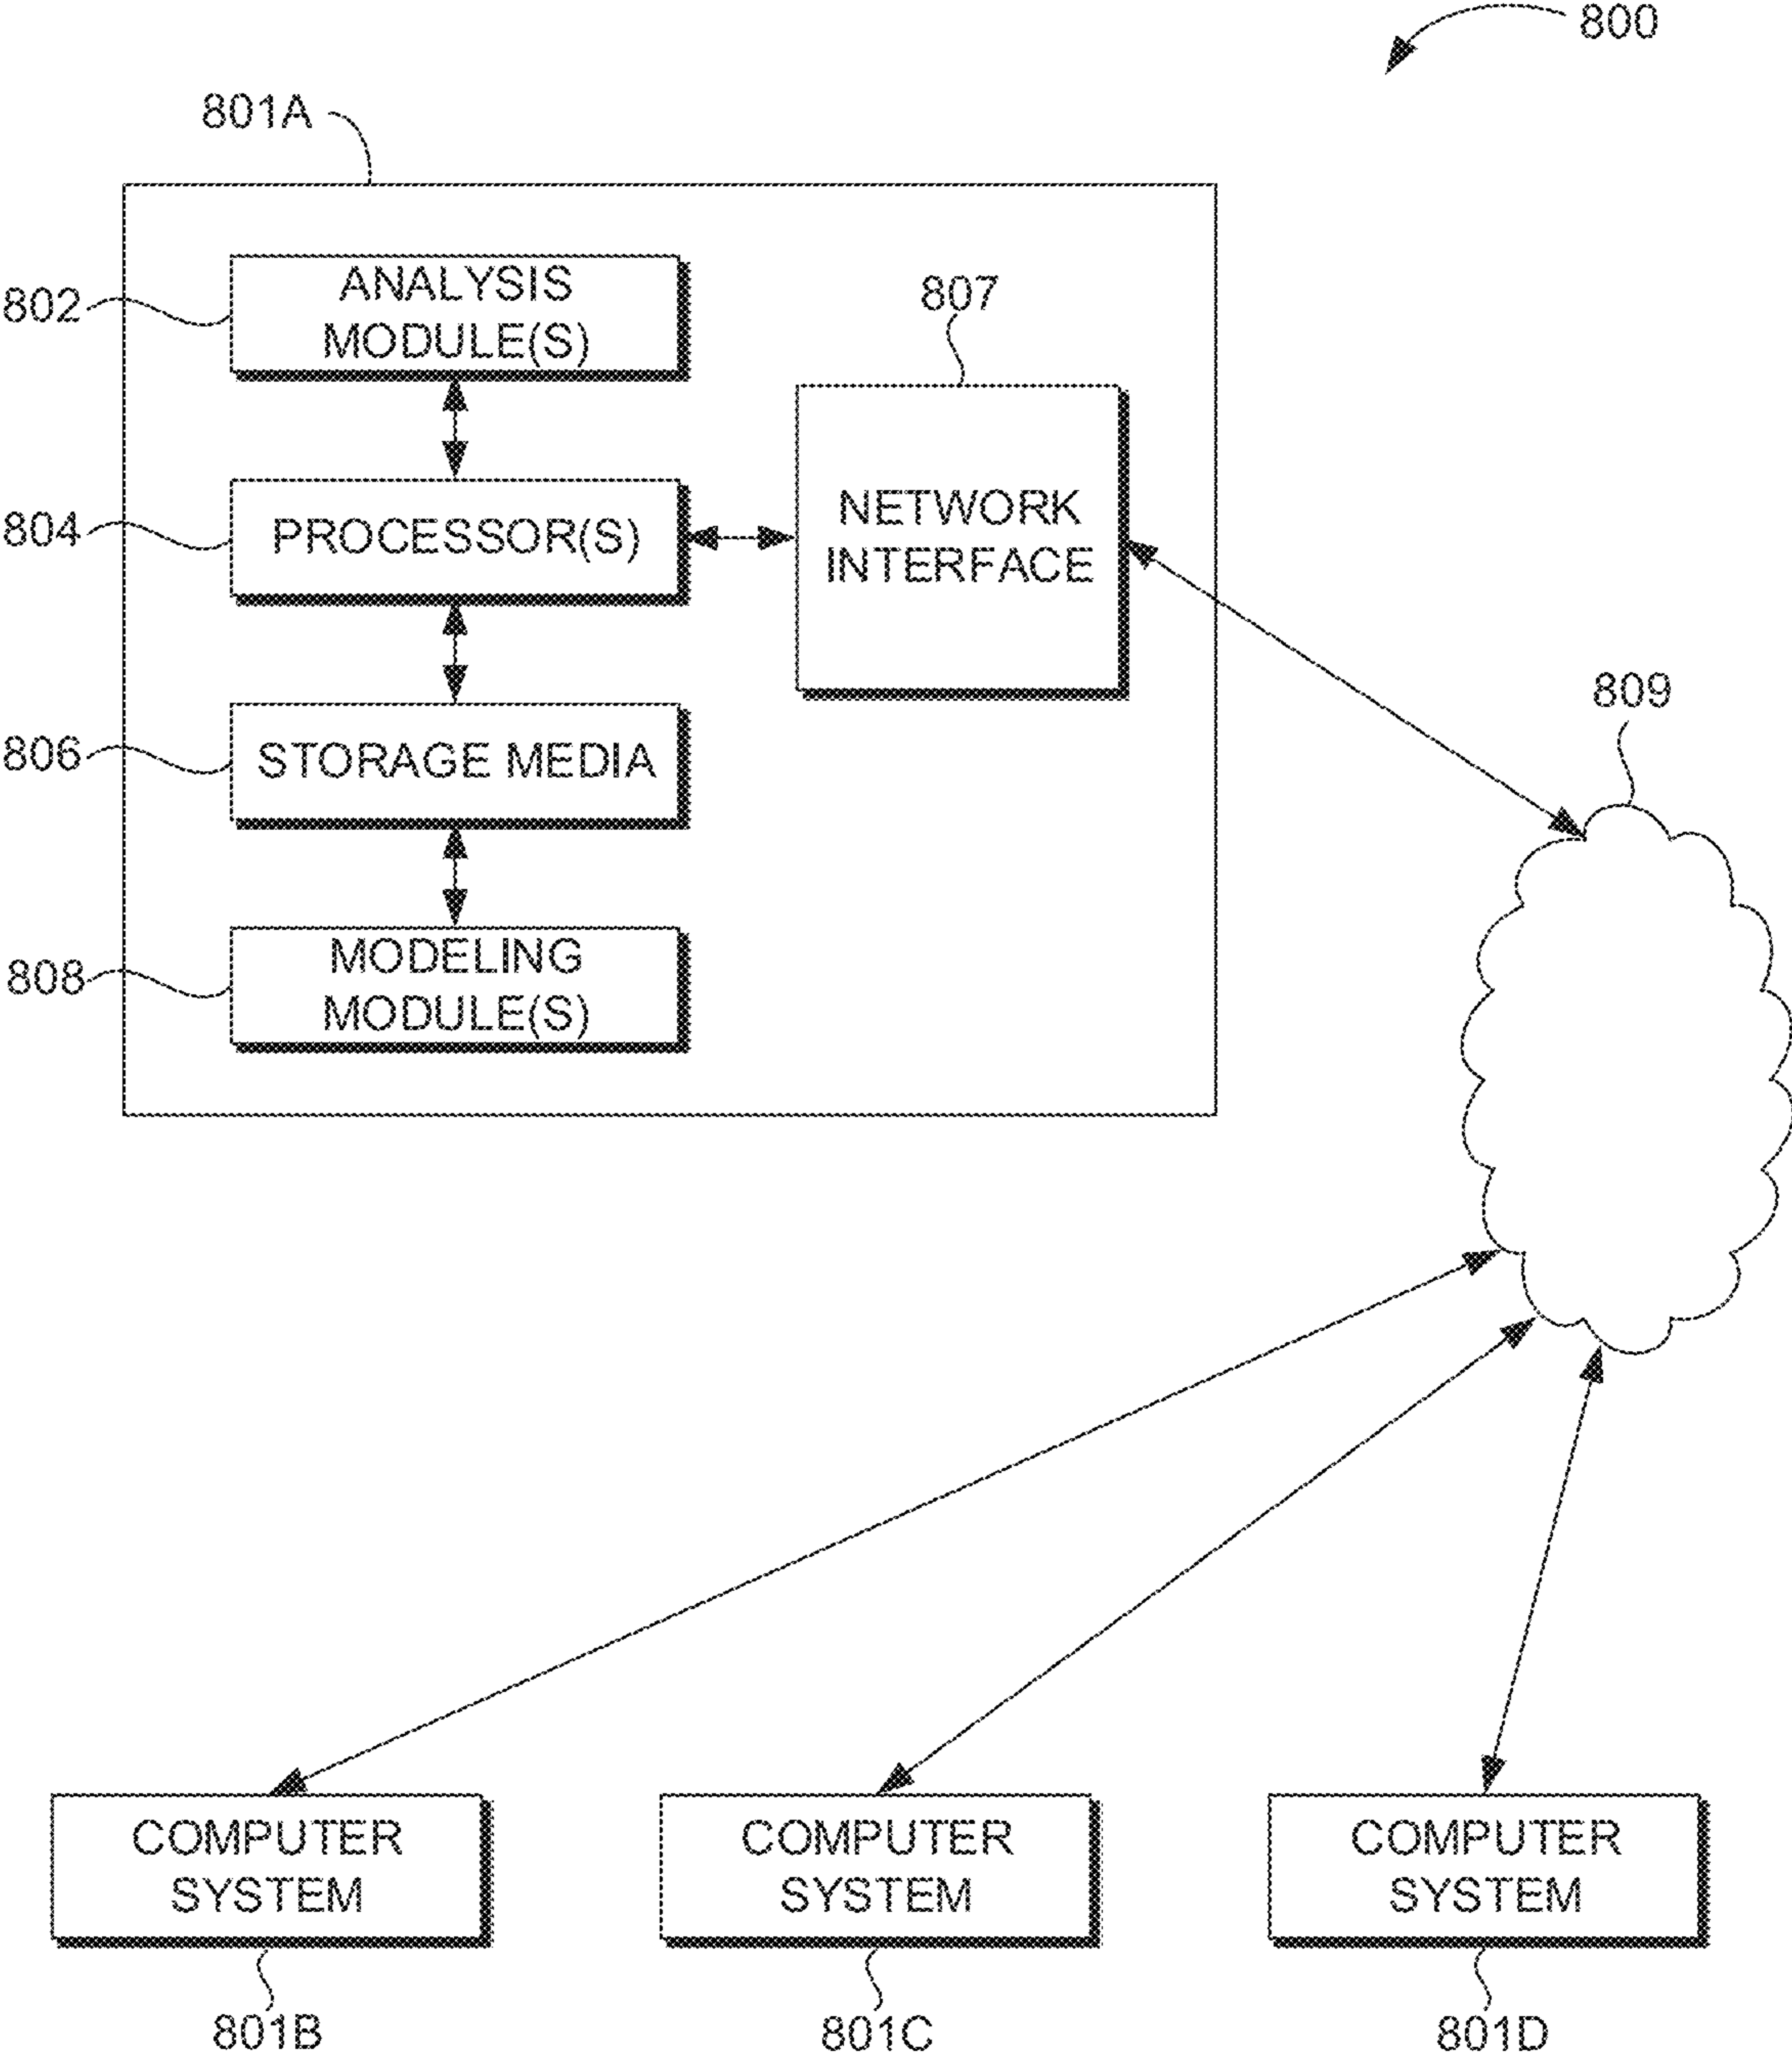 800
801A
802
ANALYSIS
MODULE(S)
807
804
PROCESSOR(S)
NETWORK
INTERFACE
809
806
STORAGE MEDIA
808
MODELING
MODULE(S)
COMPUTER
SYSTEM
COMPUTER
SYSTEM
COMPUTER
SYSTEM
801B
801C
801D